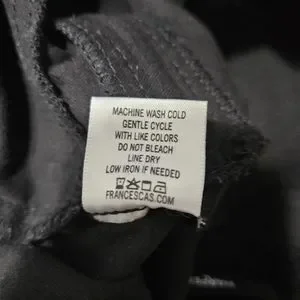 MACHINE WASH COLD
GENTLE CYCLE
WITH LIKE COLORS
DO NOT BLEACH
LINE DRY
LOW IRON IF NEEDED
FRANCESCAS.COM